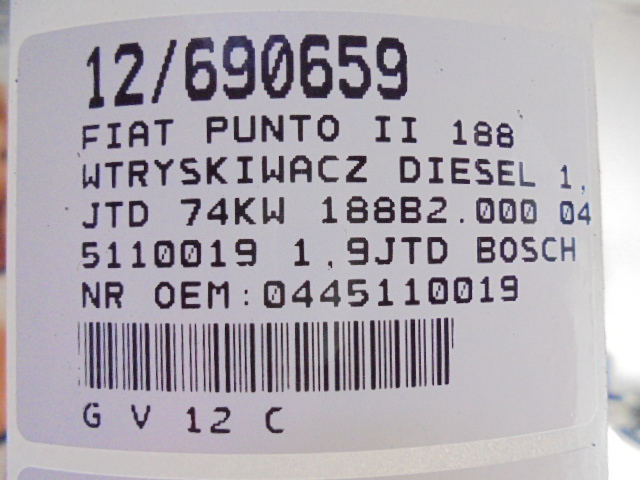 12/690659
FIAT PUNTO II 188
WTRYSKIWACZ DIESEL 1,
JTD 74KW 188B2.000 04
5110019 1,9JTD BOSCH
NR OEM:0445110019
G V 12 C